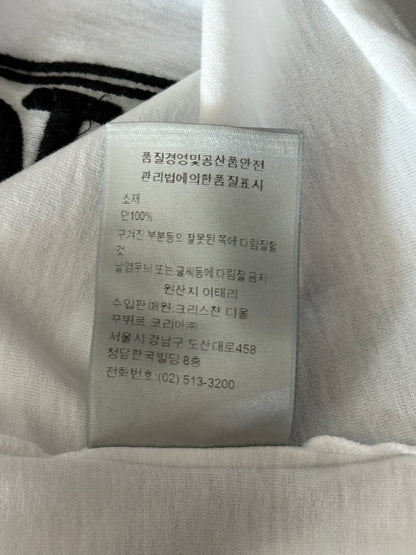 품질경영및공산품안전
관리법에의한품질표시
소재
면100%
구겨진 부분등의 잘못된 쪽에 다림질할
것
날염무늬 또는 글씨등에 다림질 금지
원산지 이태리
수입판매원:크리스챤 디올
꾸뛰르 코리아㈜
서울시 강남구 도산대로458
청담한국빌딩 8층
전화번호:(02) 513-3200